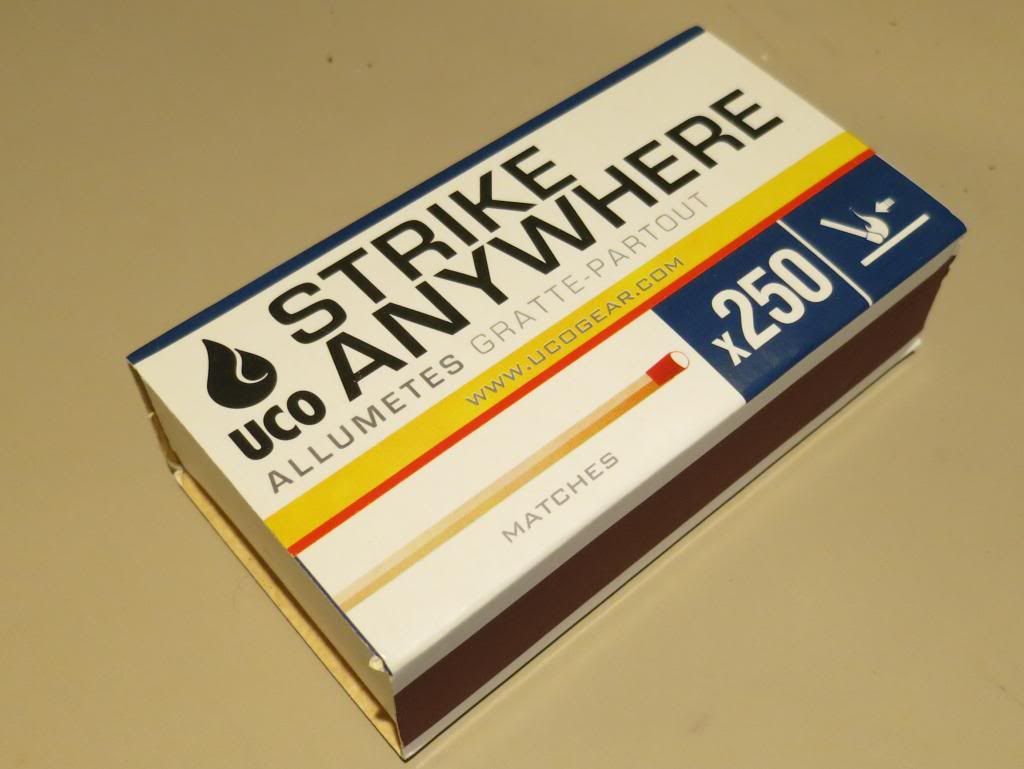 STRIKE
UCO ANYWHERE
ALLUMETES GRATTE-PARTOUT
WWW.UCOGEAR.COM
x250
MATCHES